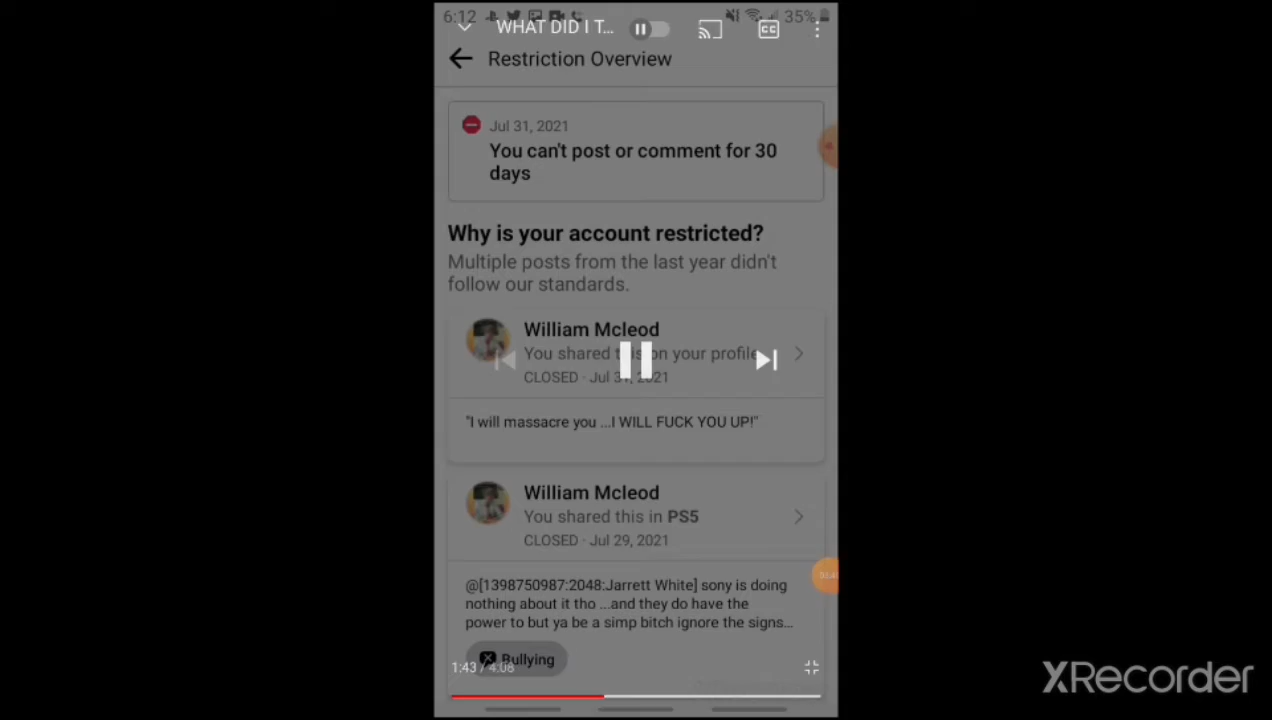 6:12
35%
WHAT DID I T...
Restriction Overview
Jul 31, 2021
You can't post or comment for 30
days
Why is your account restricted?
Multiple posts from the last year didn't
follow our standards.
William Mcleod
You shared this on your profile
CLOSED · Jul 31, 2021
"I will massacre you ...I WILL FUCK YOU UP!"
William Mcleod
You shared this in PS5
CLOSED · Jul 29, 2021
@[1398750987:2048:Jarrett White] sony is doing
nothing about it tho ...and they do have the
power to but ya be a simp bitch ignore the signs...
Bullying
1:43 / 4:08
XRecorder